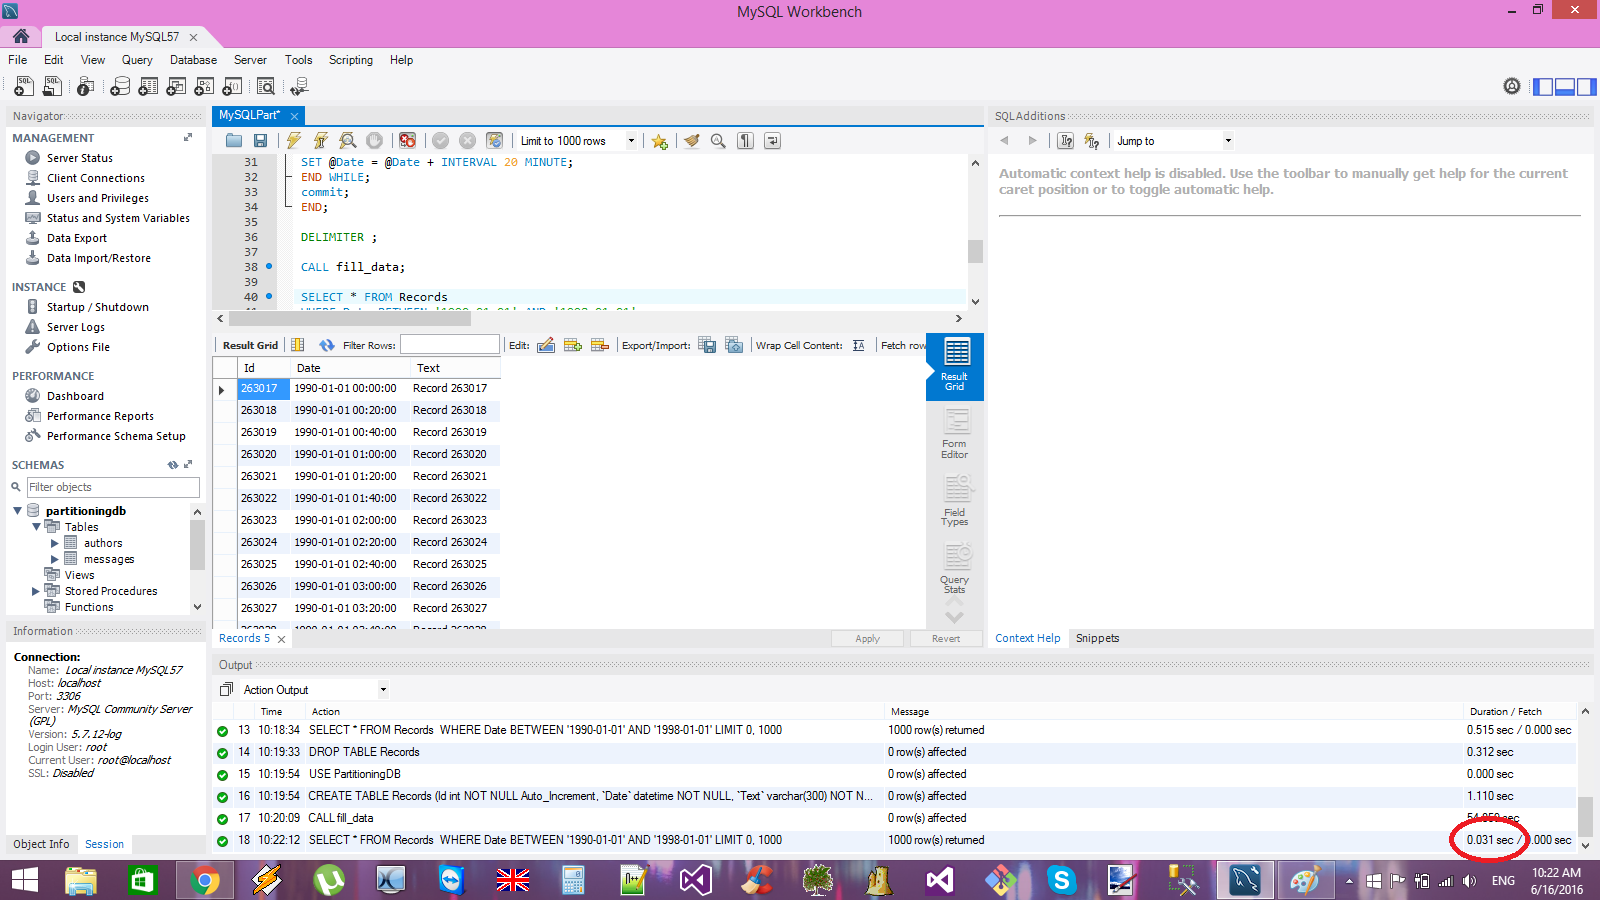 MySQL Workbench
Local instance MySQL57
File Edit View Query Database Server Tools Scripting Help
Navigator
MANAGEMENT
Server Status
Client Connections
Users and Privileges
Status and System Variables
Data Export
Data Import/Restore
INSTANCE
Startup / Shutdown
Server Logs
Options File
PERFORMANCE
Dashboard
Performance Reports
Performance Schema Setup
SCHEMAS
Filter objects
partitioningdb
Tables
authors
messages
Views
Stored Procedures
Functions
Information
Connection:
Name: Local instance MySQL57
Host: localhost
Port: 3306
Server: MySQL Community Server
(GPL)
Version: 5.7.12-log
Login User: root
Current User: root@localhost
SSL: Disabled
Object Info Session
MySQLPart*
Limit to 1000 rows
31 SET @Date = @Date + INTERVAL 20 MINUTE;
32 END WHILE;
33 commit;
34 END;
35
36 DELIMITER ;
37
38 CALL fill_data;
39
40 SELECT * FROM Records
Result Grid Filter Rows: Edit: Export/Import: Wrap Cell Content: Fetch row
Id Date Text
263017 1990-01-01 00:00:00 Record 263017
263018 1990-01-01 00:20:00 Record 263018
263019 1990-01-01 00:40:00 Record 263019
263020 1990-01-01 01:00:00 Record 263020
263021 1990-01-01 01:20:00 Record 263021
263022 1990-01-01 01:40:00 Record 263022
263023 1990-01-01 02:00:00 Record 263023
263024 1990-01-01 02:20:00 Record 263024
263025 1990-01-01 02:40:00 Record 263025
263026 1990-01-01 03:00:00 Record 263026
263027 1990-01-01 03:20:00 Record 263027
Result
Grid
Form
Editor
Field
Types
Query
Stats
Records 5
Apply Revert
SQLAdditions
Jump to
Automatic context help is disabled. Use the toolbar to manually get help for the current
caret position or to toggle automatic help.
Context Help Snippets
Output
Action Output
Time Action Message Duration / Fetch
13 10:18:34 SELECT * FROM Records WHERE Date BETWEEN '1990-01-01' AND '1998-01-01' LIMIT 0, 1000 1000 row(s) returned 0.515 sec / 0.000 sec
14 10:19:33 DROP TABLE Records 0 row(s) affected 0.312 sec
15 10:19:54 USE PartitioningDB 0 row(s) affected 0.000 sec
16 10:19:54 CREATE TABLE Records (Id int NOT NULL Auto_Increment, `Date` datetime NOT NULL, `Text` varchar(300) NOT N... 0 row(s) affected 1.110 sec
17 10:20:09 CALL fill_data 0 row(s) affected sec
18 10:22:12 SELECT * FROM Records WHERE Date BETWEEN '1990-01-01' AND '1998-01-01' LIMIT 0, 1000 1000 row(s) returned 0.031 sec / 0.000 sec
ENG
10:22 AM
6/16/2016